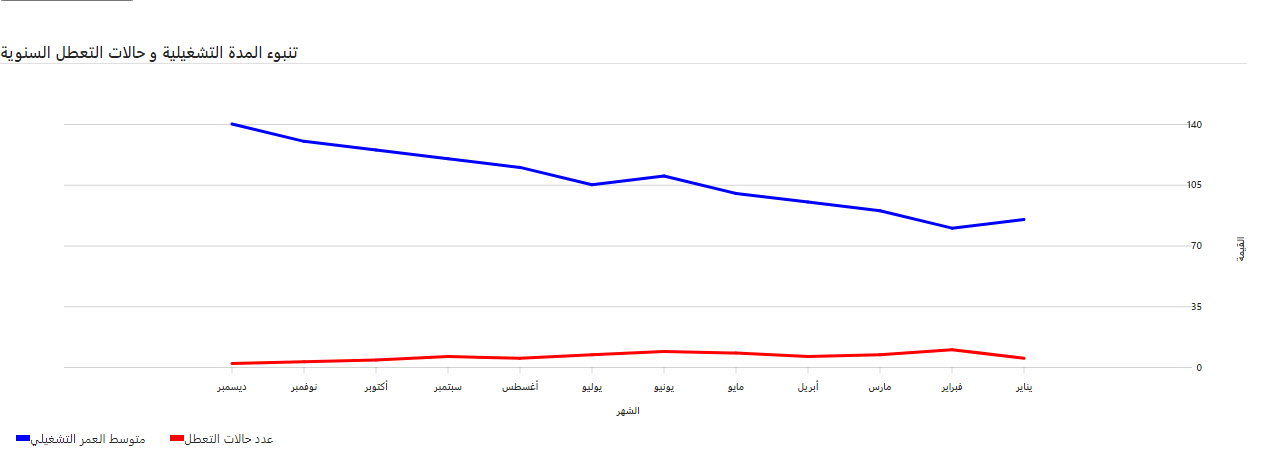 تنبوء المدة التشغيلية و حالات التعطل السنوية
140
105
70
35
0
القيمة
يناير فبراير مارس أبريل مايو يونيو يوليو أغسطس سبتمبر أكتوبر نوفمبر ديسمبر
الشهر
عدد حالات التعطل متوسط العمر التشغيلي